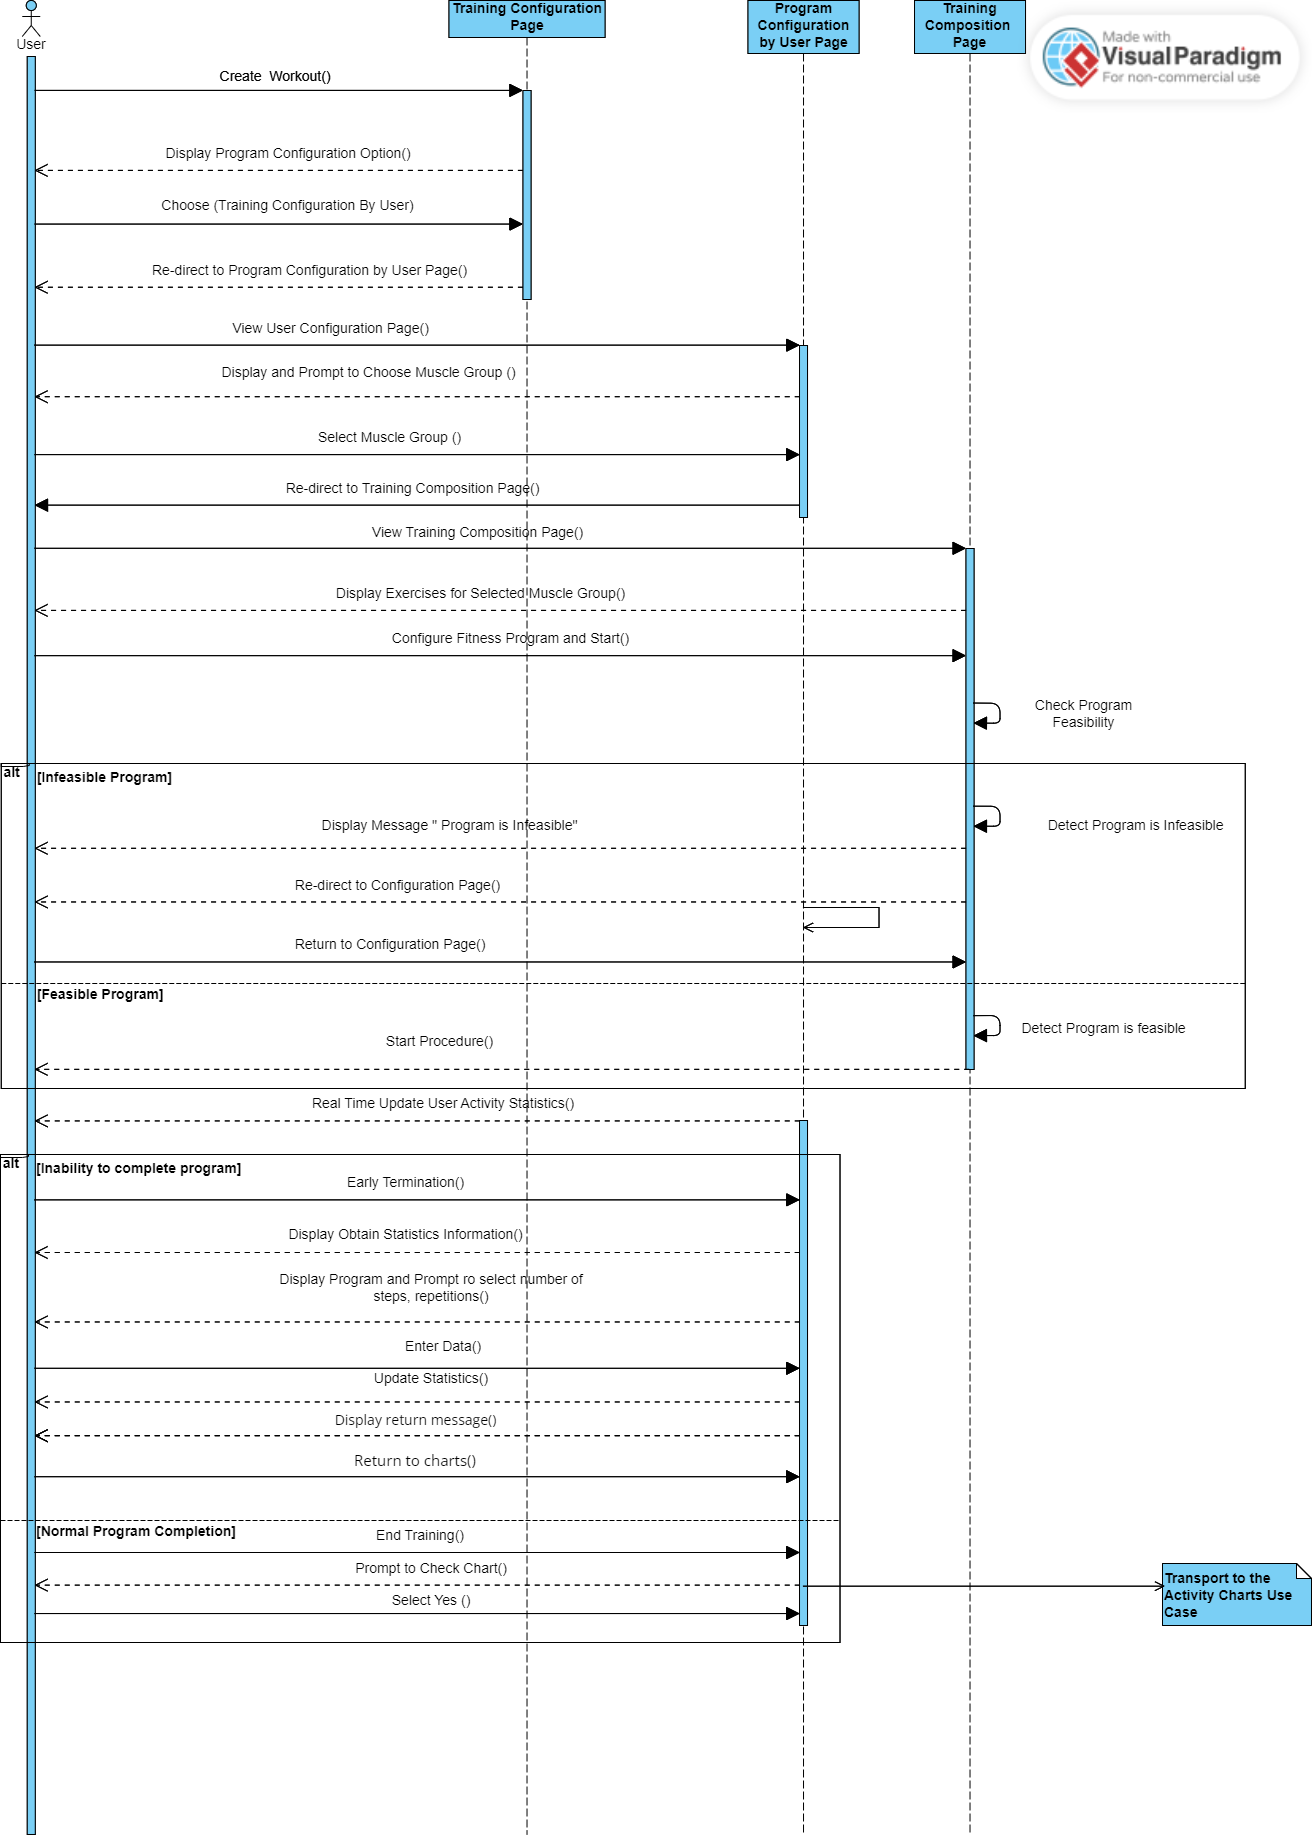 Training Configuration
Page
Program
Configuration
by User Page
Training
Composition
Page
Made with
Visual Paradigm
For non-commercial use
User
Create  Workout()
Display Program Configuration Option()
Choose (Training Configuration By User)
Re-direct to Program Configuration by User Page()
View User Configuration Page()
Display and Prompt to Choose Muscle Group ()
Select Muscle Group ()
Re-direct to Training Composition Page()
View Training Composition Page()
Display Exercises for Selected Muscle Group()
Configure Fitness Program and Start()
Check Program
Feasibility
alt
[Infeasible Program]
Display Message " Program is Infeasible"
Detect Program is Infeasible
Re-direct to Configuration Page()
Return to Configuration Page()
[Feasible Program]
Detect Program is feasible
Start Procedure()
Real Time Update User Activity Statistics()
alt
[Inability to complete program]
Early Termination()
Display Obtain Statistics Information()
Display Program and Prompt ro select number of
steps, repetitions()
Enter Data()
Update Statistics()
Display return message()
Return to charts()
[Normal Program Completion]
End Training()
Prompt to Check Chart()
Select Yes ()
Transport to the
Activity Charts Use
Case